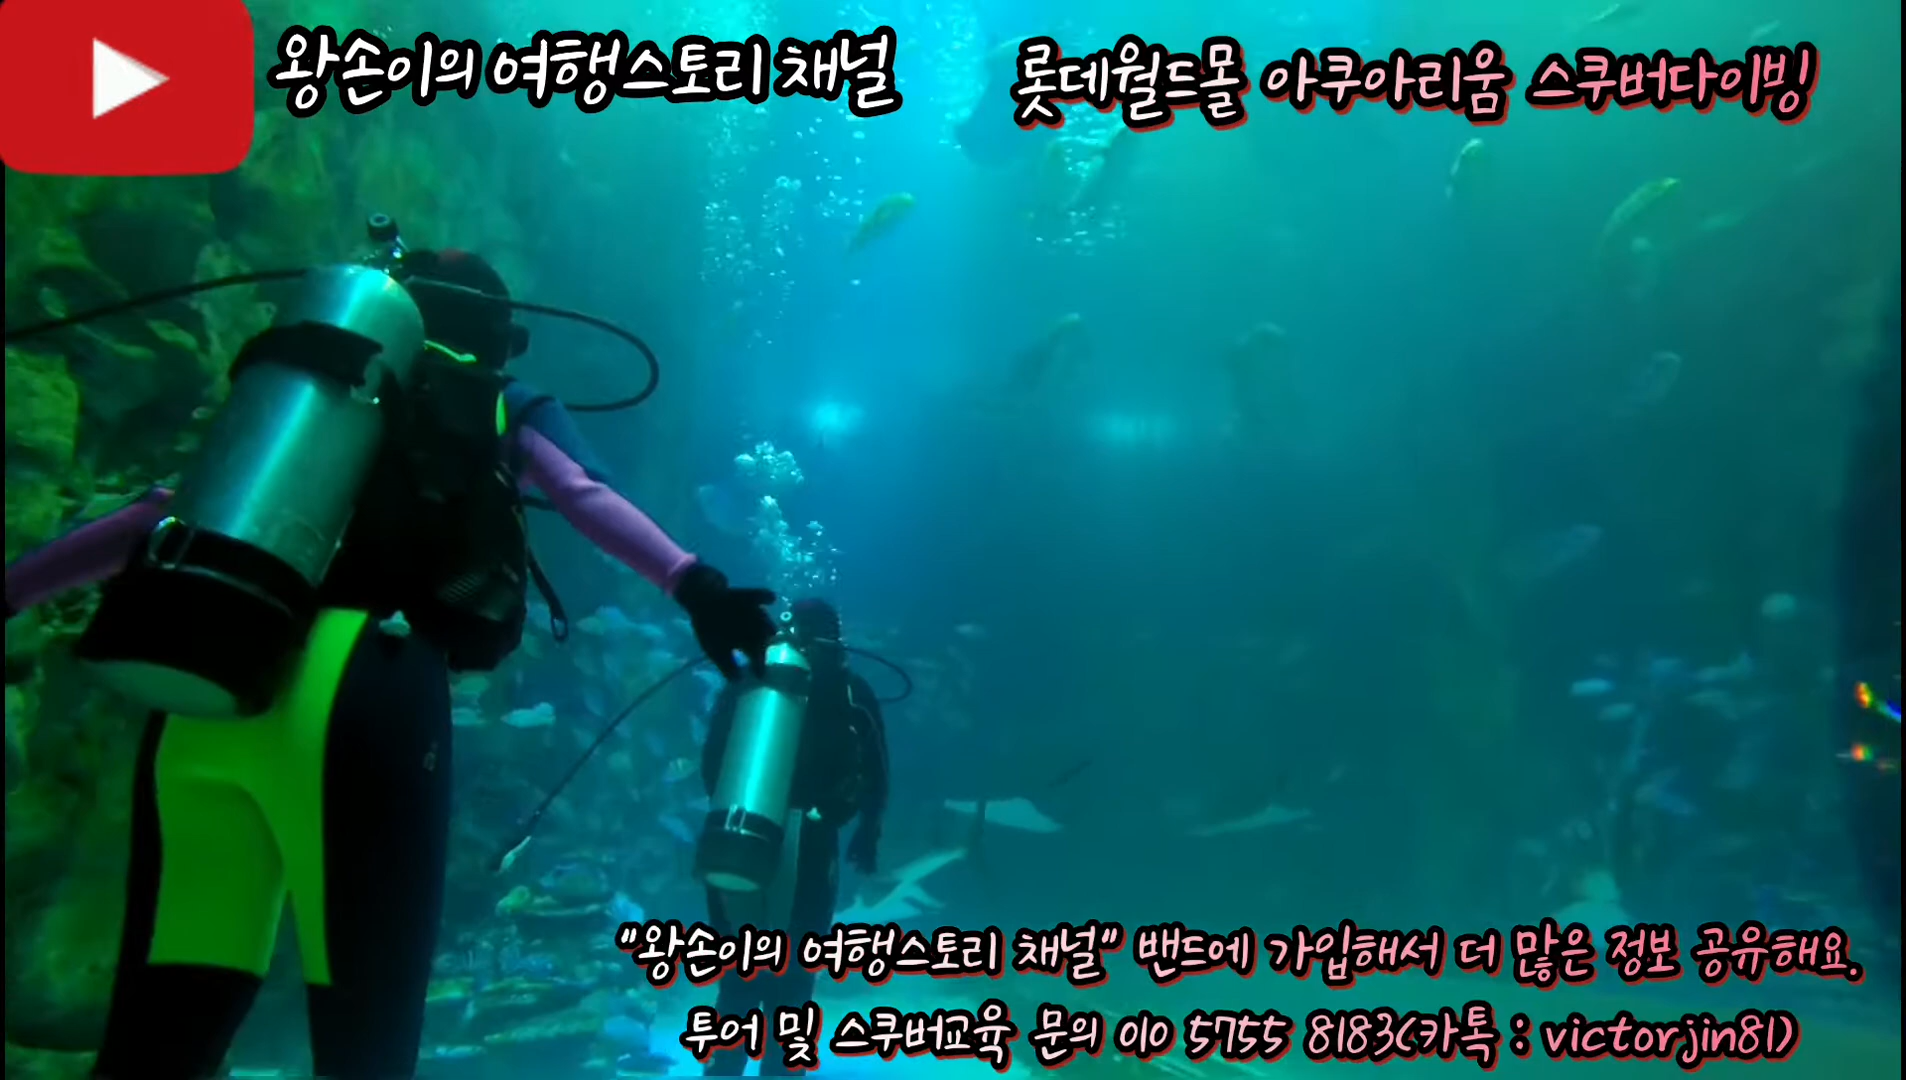 왕손이의 여행스토리 채널
롯데월드몰 아쿠아리움 스쿠버다이빙
"왕손이의 여행스토리 채널" 밴드에 가입해서 더 많은 정보 공유해요.
투어 및 스쿠버교육 문의 010 5755 8183(카톡 : victorjin81)